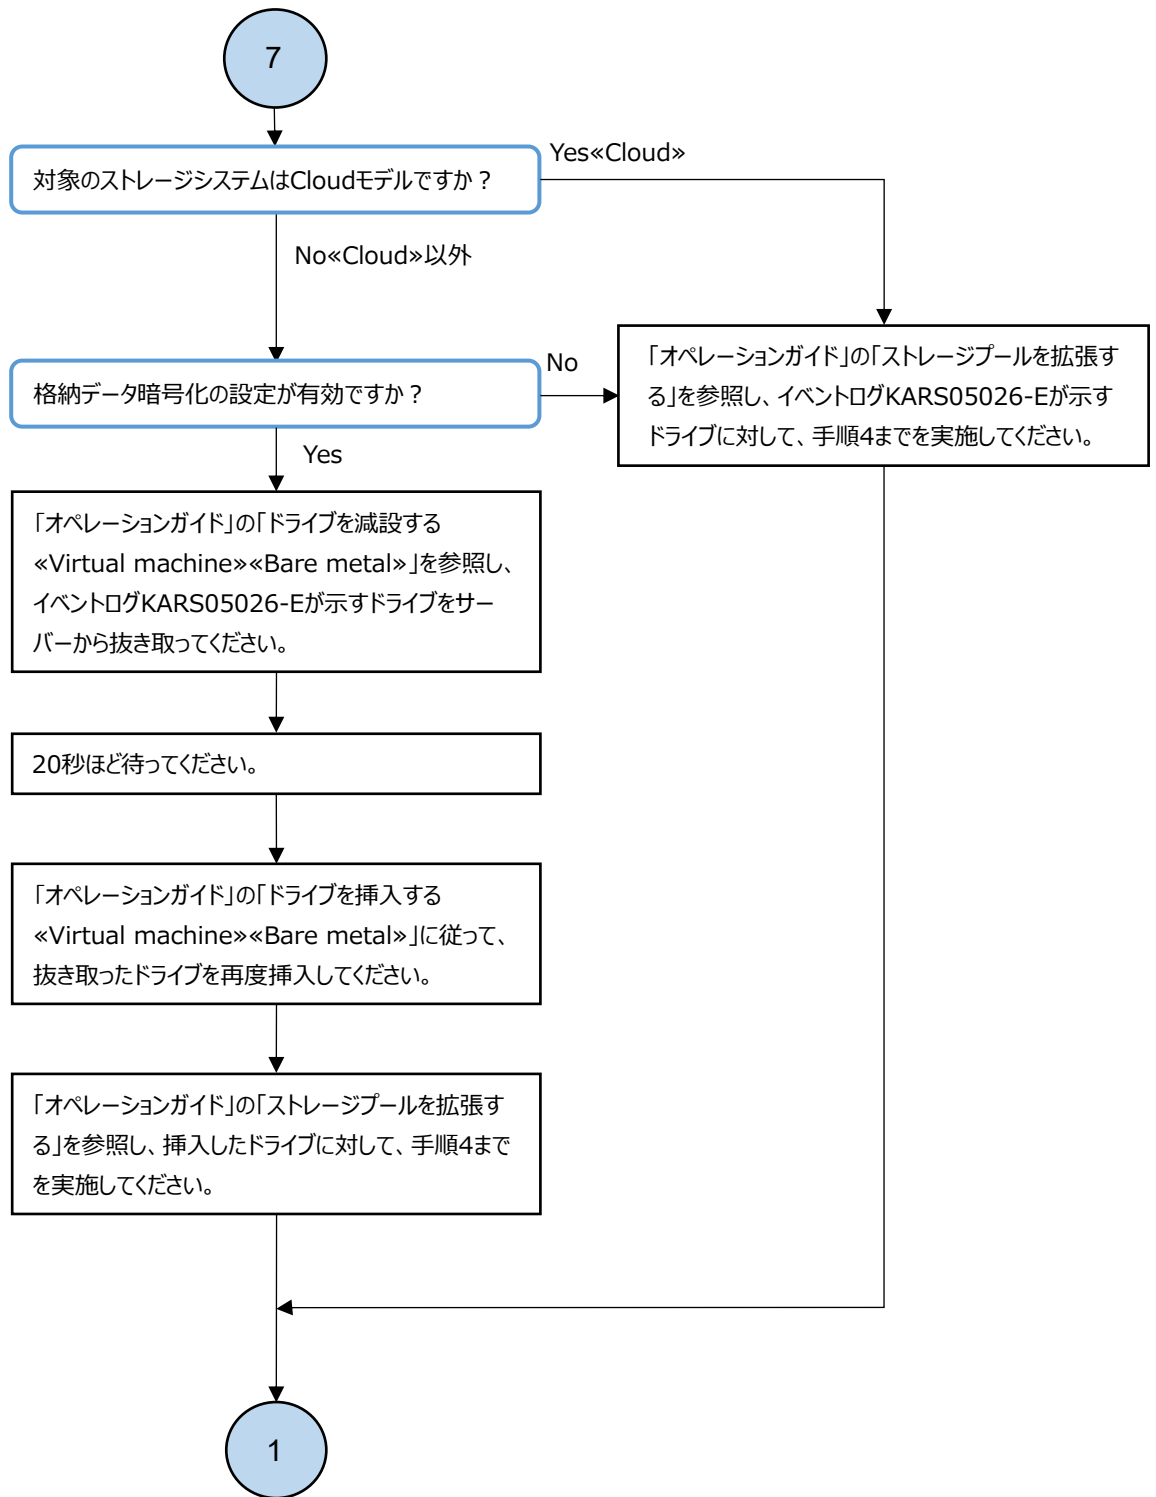 7
対象のストレージシステムはCloudモデルですか？
Yes«Cloud»
No«Cloud»以外
格納データ暗号化の設定が有効ですか？
No
「オペレーションガイド」の「ストレージプールを拡張す
る」を参照し、イベントログKARS05026-Eが示す
ドライブに対して、手順4までを実施してください。
Yes
「オペレーションガイド」の「ドライブを減設する
«Virtual machine»«Bare metal»」を参照し、
イベントログKARS05026-Eが示すドライブをサー
バーから抜き取ってください。
20秒ほど待ってください。
「オペレーションガイド」の「ドライブを挿入する
«Virtual machine»«Bare metal»」に従って、
抜き取ったドライブを再度挿入してください。
「オペレーションガイド」の「ストレージプールを拡張す
る」を参照し、挿入したドライブに対して、手順4まで
を実施してください。
1